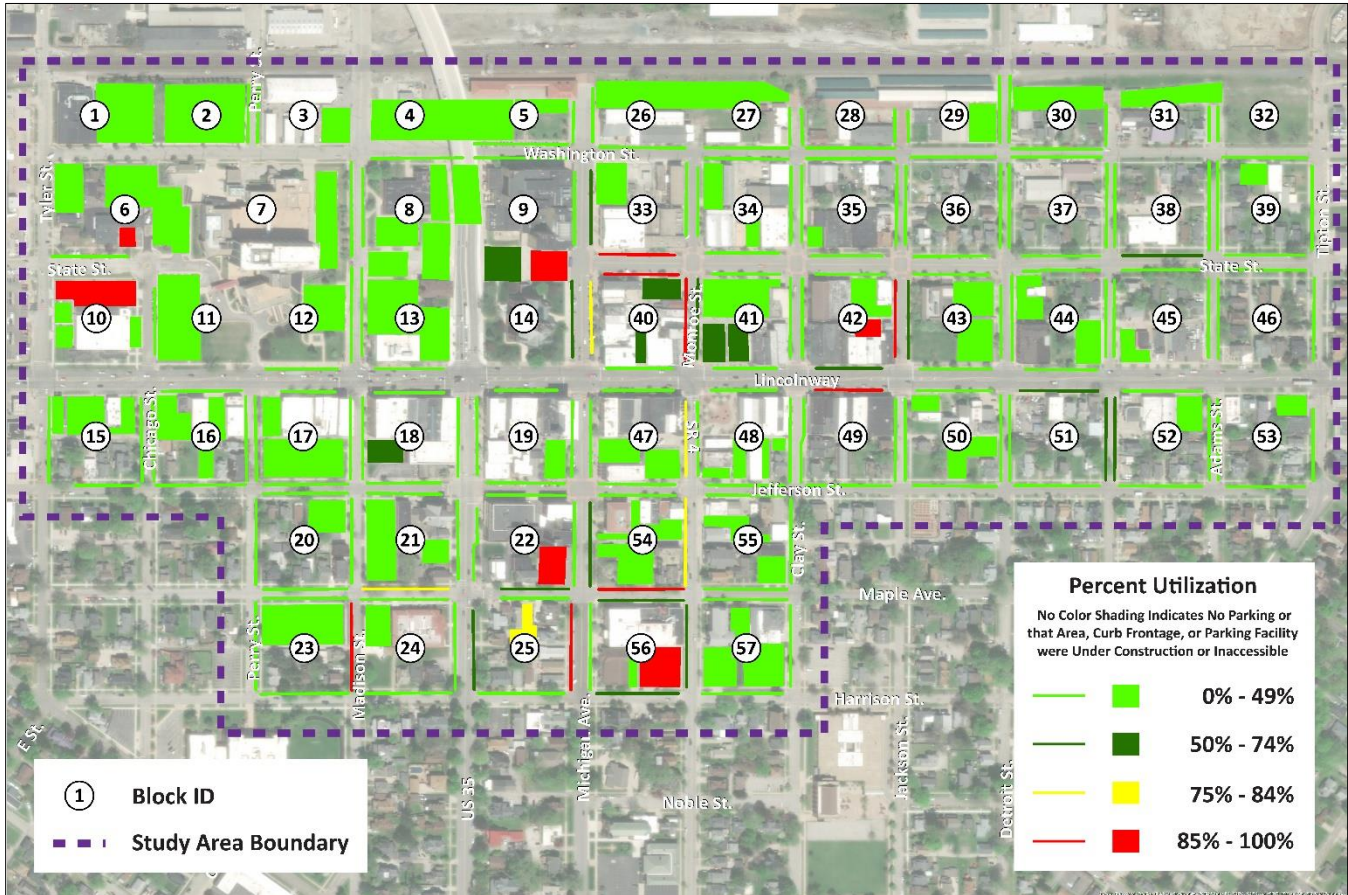 Perry St.
1
2
3
4
5
26
27
28
29
30
31
32
Washington St.
Tyler St.
6
7
8
9
33
34
35
36
37
38
39
Tipton St.
State St.
State St.
10
11
12
13
14
40
Monroe St.
41
42
43
44
45
46
Lincolnway
15
Chicago St.
16
17
18
19
47
SR 4
48
49
50
51
52
Adams St.
53
Jefferson St.
20
21
22
54
55
Clay St.
Maple Ave.
Perry St.
23
Madison St.
24
25
56
57
Harrison St.
E St.
US 35
Michigan Ave.
Noble St.
Jackson St.
Detroit St.
1 Block ID
Study Area Boundary
Percent Utilization
No Color Shading Indicates No Parking or
that Area, Curb Frontage, or Parking Facility
were Under Construction or Inaccessible
0% - 49%
50% - 74%
75% - 84%
85% - 100%